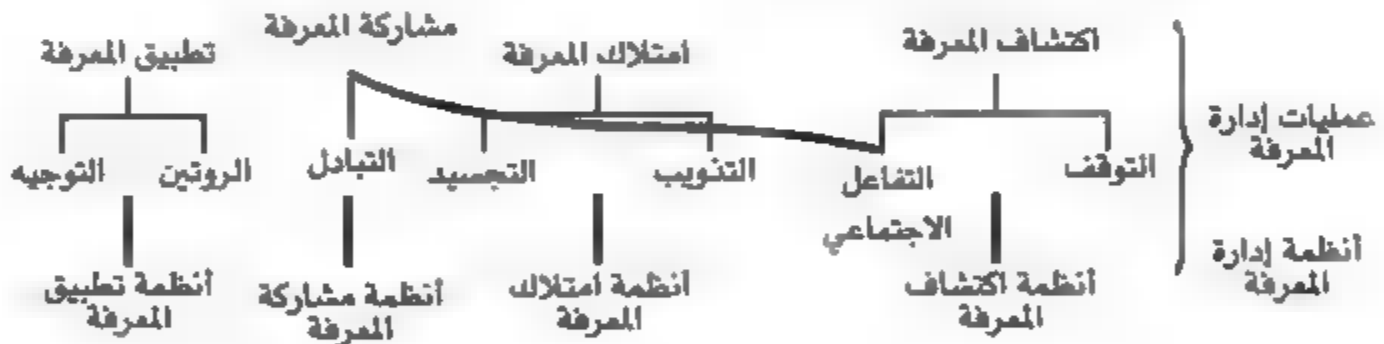 مشاركة المعرفة
اكتشاف المعرفة
امتلاك المعرفة
تطبيق المعرفة
عمليات إدارة
المعرفة
التوقف
التفاعل
الاجتماعي
التذويب
التجسيد
التبادل
الروتين
التوجيه
أنظمة إدارة
المعرفة
أنظمة اكتشاف
المعرفة
أنظمة امتلاك
المعرفة
أنظمة مشاركة
المعرفة
أنظمة تطبيق
المعرفة